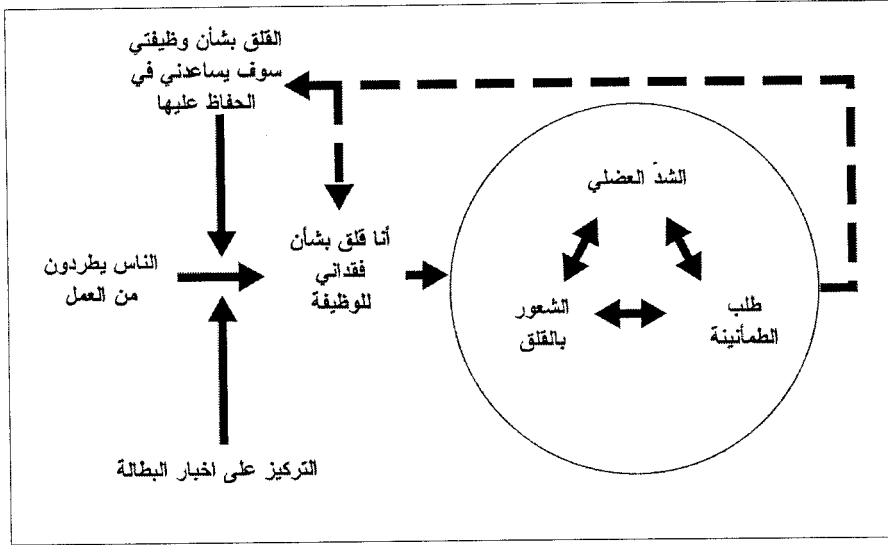 القلق بشأن وظيفتي
سوف يساعدني في
الحفاظ عليها
الشدّ العضلي
الناس يطردون
من العمل
أنا قلق بشأن
فقداني
للوظيفة
الشعور
بالقلق
طلب
الطمأنينة
التركيز على اخبار البطالة